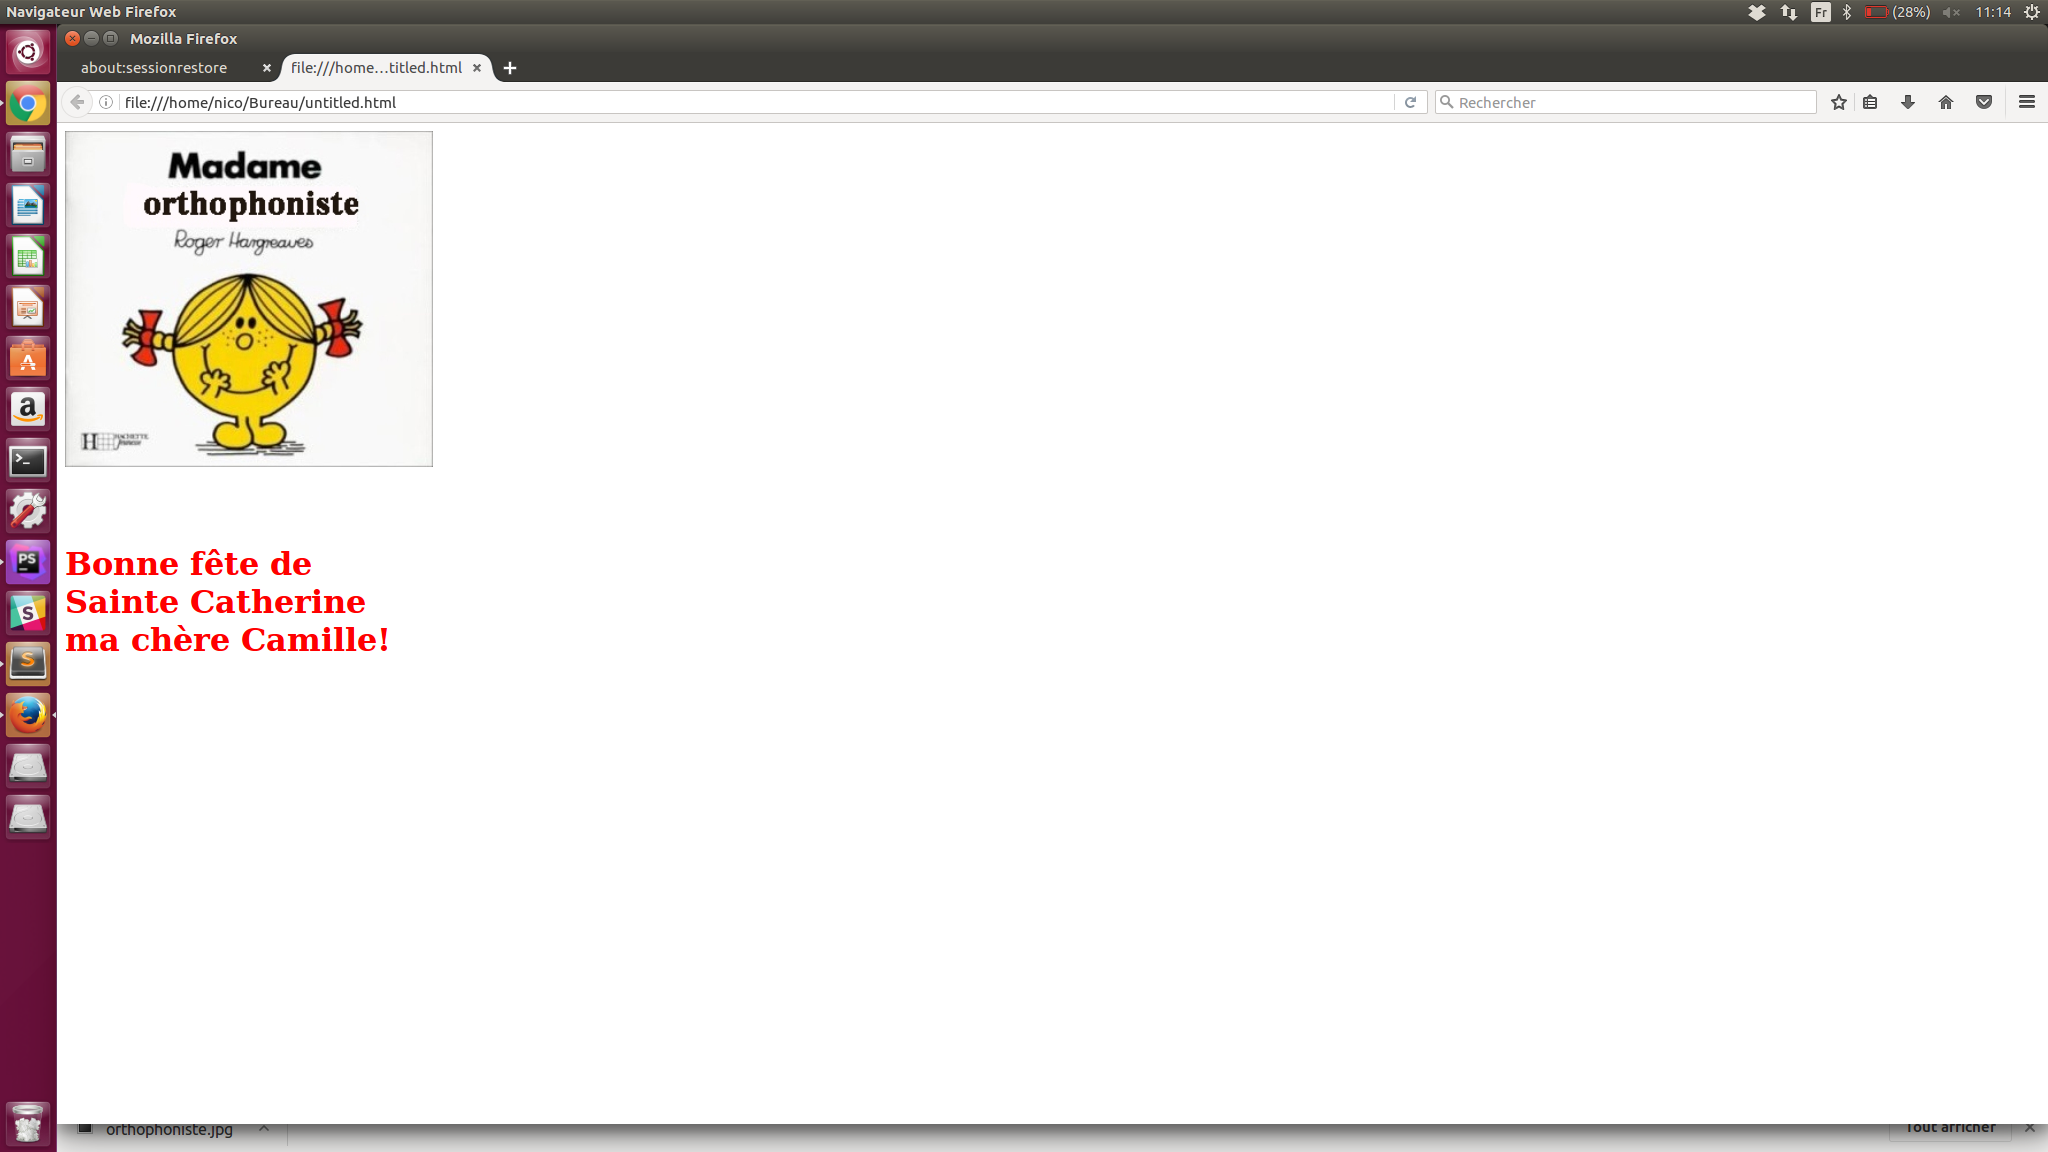 Navigateur Web Firefox
Fr
(28%)
11:14
Mozilla Firefox
about:sessionrestore
file:///home…titled.html
file:///home/nico/Bureau/untitled.html
Rechercher
Madame
orthophoniste
Roger Hargreaves
H HACHETTE
Jeunesse
Bonne fête de
Sainte Catherine
ma chère Camille!
orthophoniste.jpg
Tout afficher